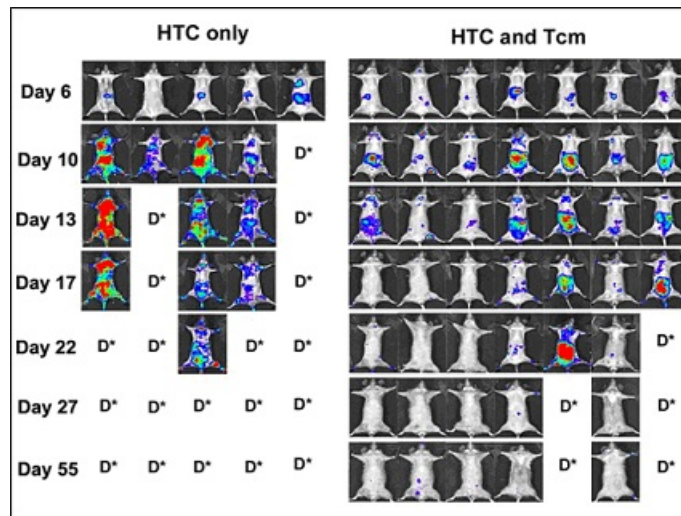 HTC only
HTC and Tcm
Day 6
Day 10 D*
Day 13 D* D*
Day 17 D* D*
Day 22 D* D* D* D* D*
Day 27 D* D* D* D* D* D* D*
Day 55 D* D* D* D* D* D* D*